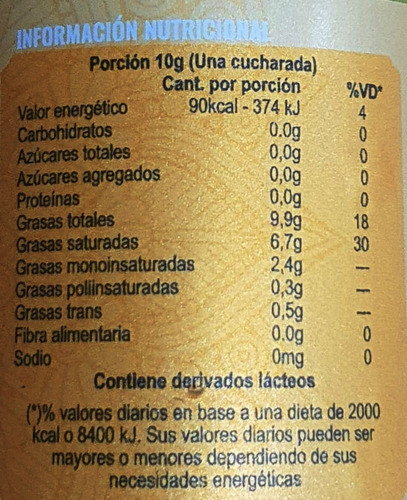 INFORMACIÓN NUTRICIONAL
Porción 10g (Una cucharada)
Cant. por porción %VD*
Valor energético 90kcal - 374 kJ 4
Carbohidratos 0.0g 0
Azúcares totales 0,0g 0
Azúcares agregados 0,0g 0
Proteínas 0,0g 0
Grasas totales 9,9g 18
Grasas saturadas 6,7g 30
Grasas monoinsaturadas 2,4g —
Grasas poliinsaturadas 0,3g —
Grasas trans 0,5g —
Fibra alimentaria 0.0g 0
Sodio 0mg 0
Contiene derivados lácteos
(*)% valores diarios en base a una dieta de 2000
kcal o 8400 kJ. Sus valores diarios pueden ser
mayores o menores dependiendo de sus
necesidades energéticas